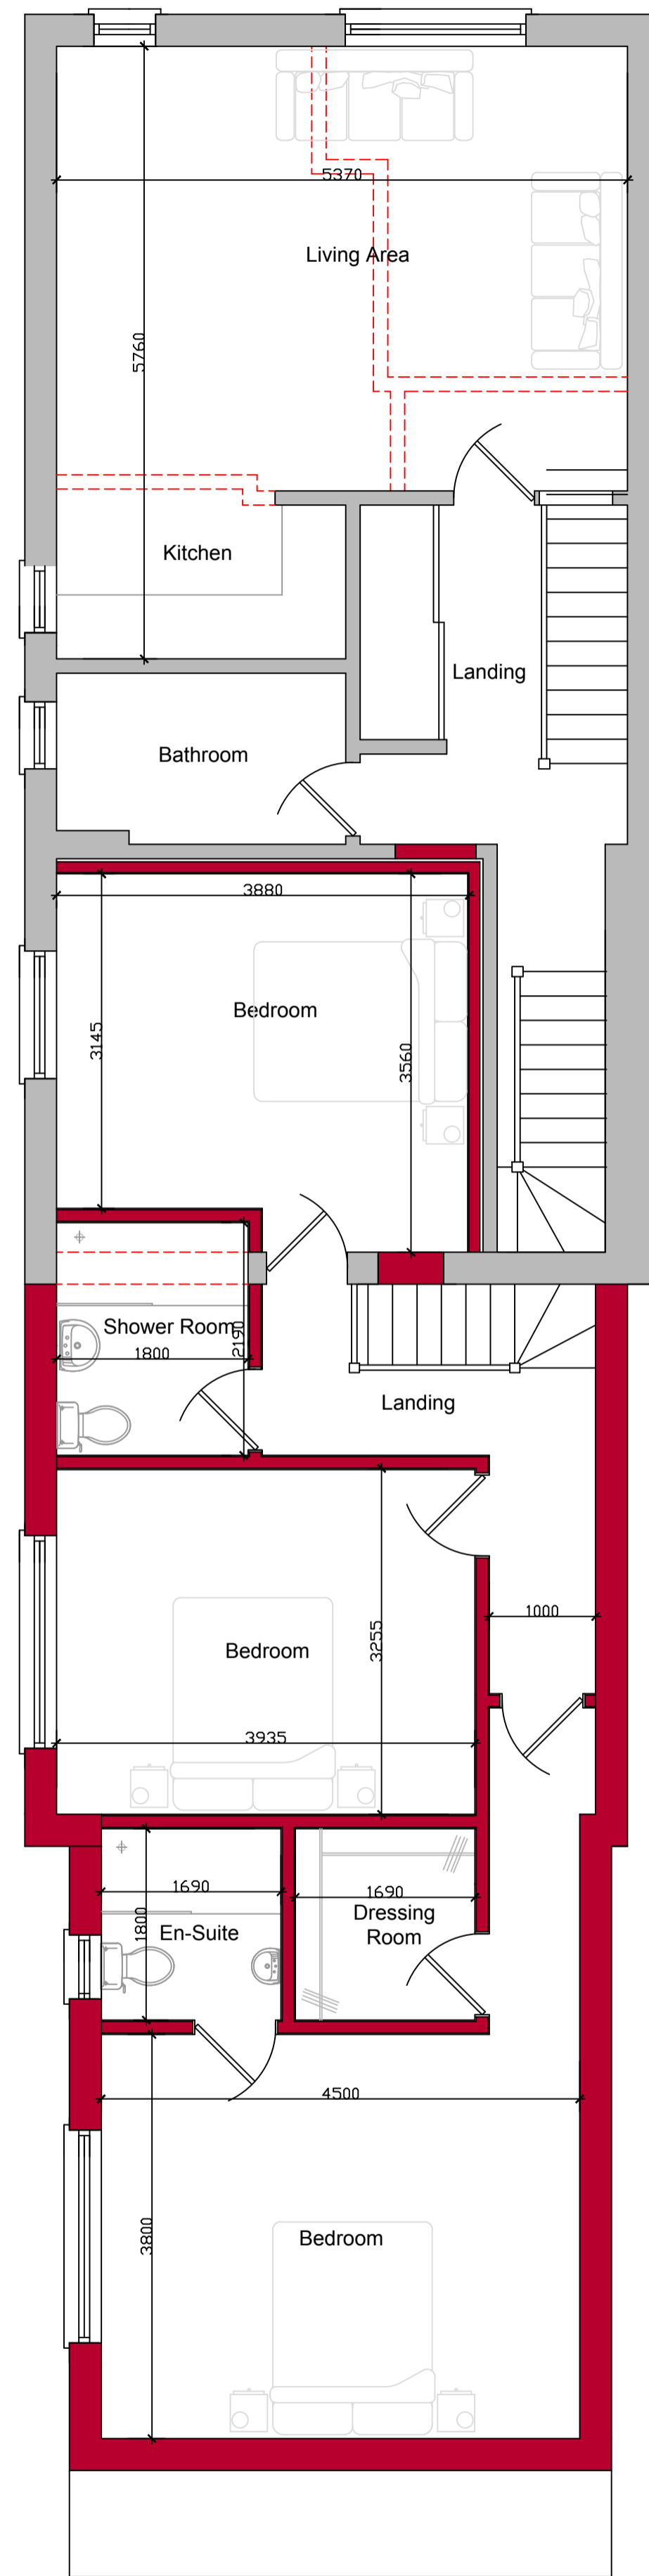 5370
Living Area
5760
Kitchen
Landing
Bathroom
3880
Bedroom
3145
3560
Shower Room
2190
1800
Landing
1000
Bedroom
3255
3935
1690
1690
1800
Dressing
Room
En-Suite
4500
3800
Bedroom